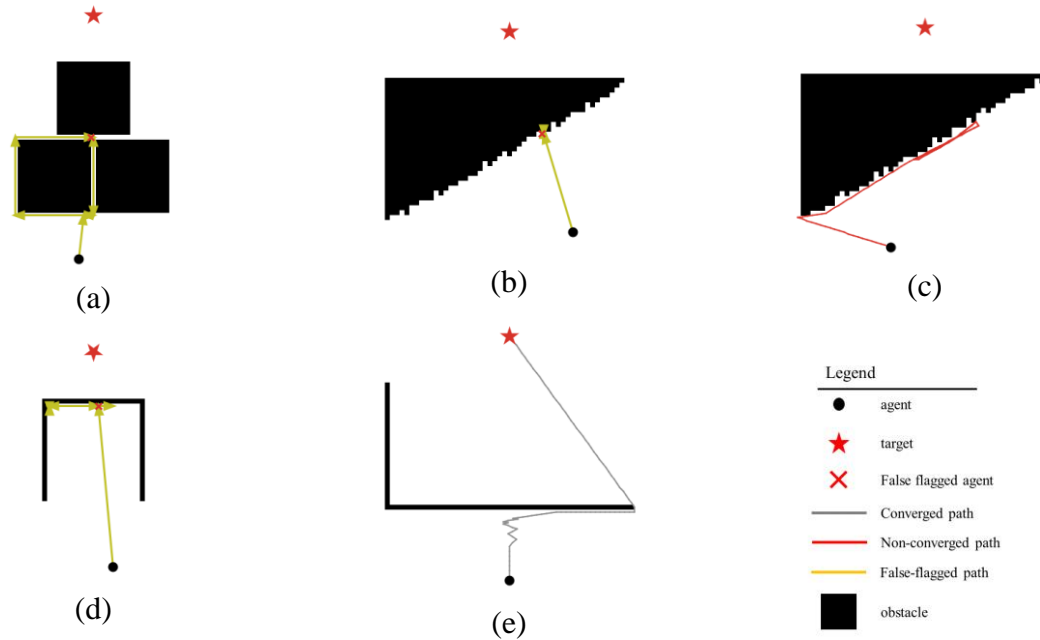 (a)
(b)
(c)
(d)
(e)
Legend
agent
target
False flagged agent
Converged path
Non-converged path
False-flagged path
obstacle